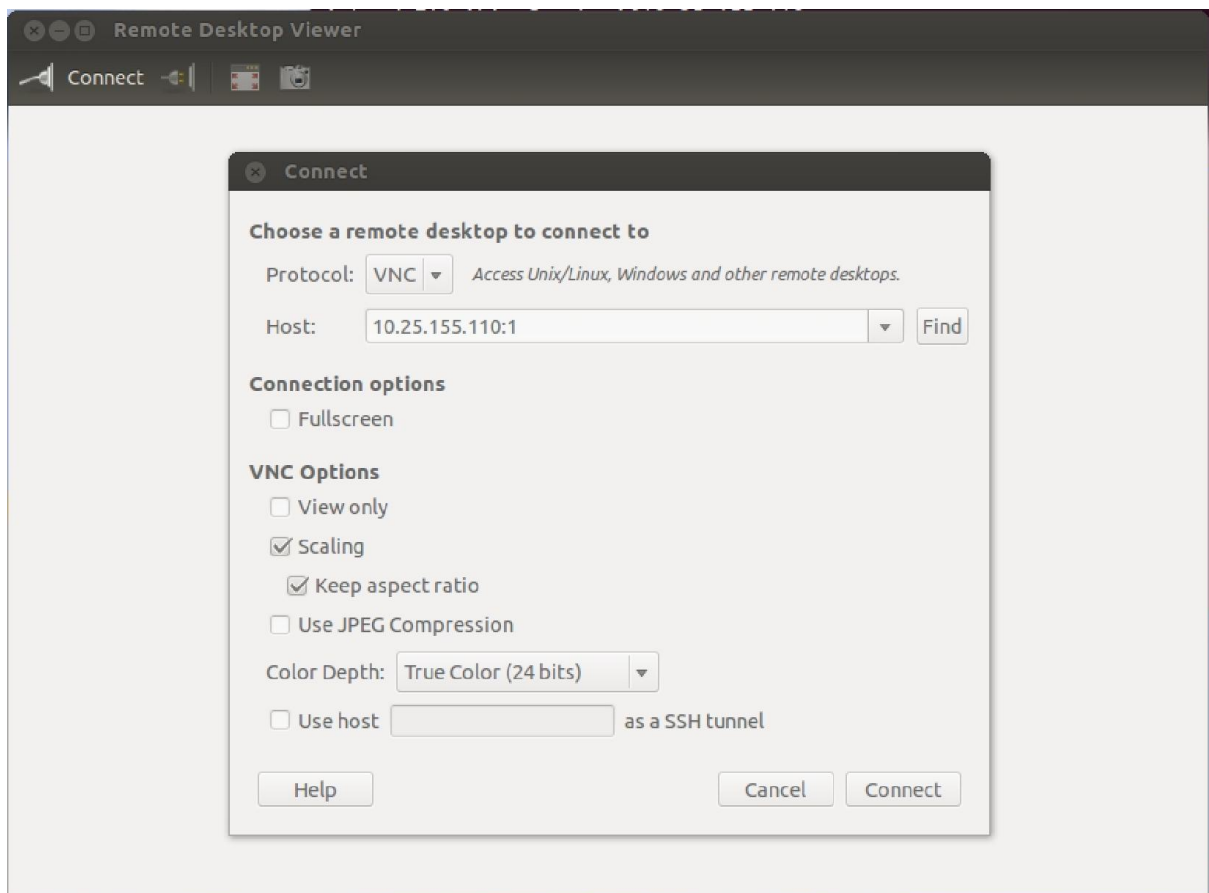 Remote Desktop Viewer
Connect
Connect
Choose a remote desktop to connect to
Protocol: VNC Access Unix/Linux, Windows and other remote desktops.
Host: 10.25.155.110:1 Find
Connection options
Fullscreen
VNC Options
View only
Scaling
Keep aspect ratio
Use JPEG Compression
Color Depth: True Color (24 bits)
Use host as a SSH tunnel
Help Cancel Connect